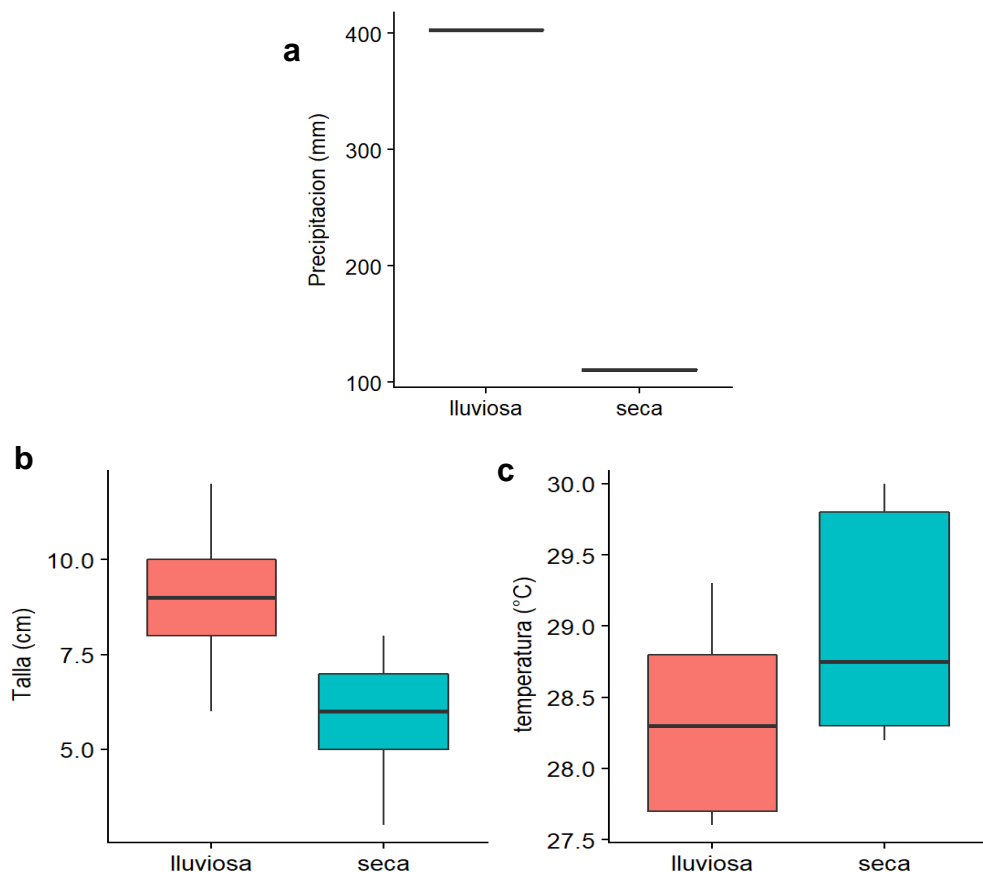 a
Precipitacion (mm)
400
300
200
100
lluviosa seca
b
Talla (cm)
10.0
7.5
5.0
lluviosa seca
c
temperatura (°C)
30.0
29.5
29.0
28.5
28.0
27.5
lluviosa seca